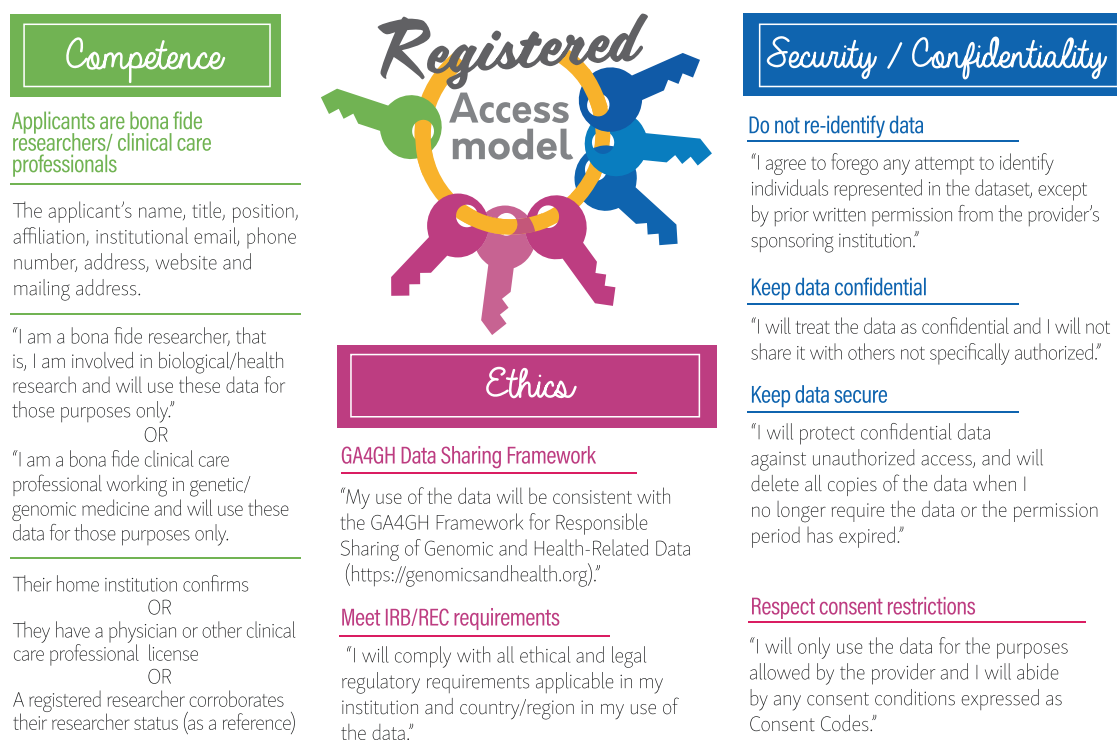 Competence
Applicants are bona fide
researchers/ clinical care
professionals
The applicant’s name, title, position,
affiliation, institutional email, phone
number, address, website and
mailing address.
“I am a bona fide researcher, that
is, I am involved in biological/health
research and will use these data for
those purposes only.”
OR
“I am a bona fide clinical care
professional working in genetic/
genomic medicine and will use these
data for those purposes only.
Their home institution confirms
OR
They have a physician or other clinical
care professional license
OR
A registered researcher corroborates
their researcher status (as a reference)
Registered
Access
model
Ethics
GA4GH Data Sharing Framework
“My use of the data will be consistent with
the GA4GH Framework for Responsible
Sharing of Genomic and Health-Related Data
(https://genomicsandhealth.org).”
Meet IRB/REC requirements
“I will comply with all ethical and legal
regulatory requirements applicable in my
institution and country/region in my use of
the data.”
Security / Confidentiality
Do not re-identify data
“I agree to forego any attempt to identify
individuals represented in the dataset, except
by prior written permission from the provider’s
sponsoring institution.”
Keep data confidential
“I will treat the data as confidential and I will not
share it with others not specifically authorized.”
Keep data secure
“I will protect confidential data
against unauthorized access, and will
delete all copies of the data when I
no longer require the data or the permission
period has expired.”
Respect consent restrictions
“I will only use the data for the purposes
allowed by the provider and I will abide
by any consent conditions expressed as
Consent Codes.”